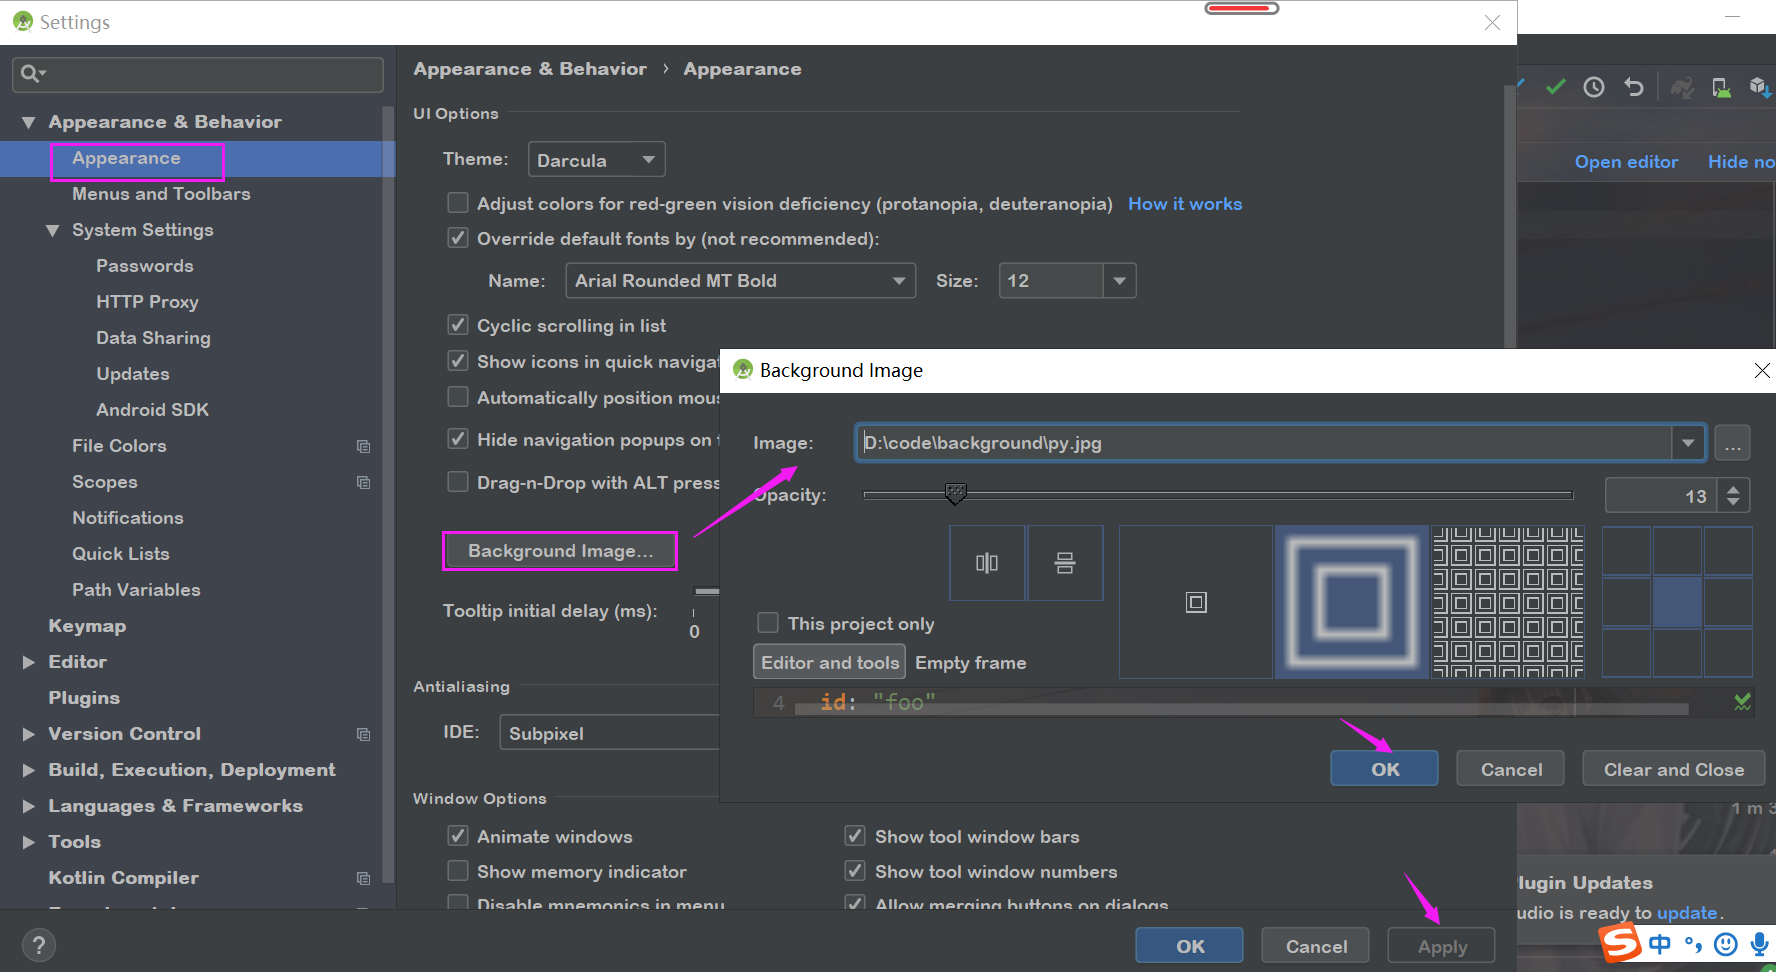 Settings
Appearance & Behavior › Appearance
Appearance & Behavior
Appearance
Menus and Toolbars
System Settings
Passwords
HTTP Proxy
Data Sharing
Updates
Android SDK
File Colors
Scopes
Notifications
Quick Lists
Path Variables
Keymap
Editor
Plugins
Version Control
Build, Execution, Deployment
Languages & Frameworks
Tools
Kotlin Compiler
UI Options
Theme: Darcula
Adjust colors for red-green vision deficiency (protanopia, deuteranopia) How it works
Override default fonts by (not recommended):
Name: Arial Rounded MT Bold Size: 12
Cyclic scrolling in list
Show icons in quick navigat
Automatically position mous
Hide navigation popups on f
Drag-n-Drop with ALT press
Background Image...
Tooltip initial delay (ms):
0
Antialiasing
IDE: Subpixel
Window Options
Animate windows Show tool window bars
Show memory indicator Show tool window numbers
Disable mnemonics in menu Allow merging buttons on dialogs
? OK Cancel Apply
Open editor Hide no
Background Image
Image: D:\code\background\py.jpg ...
Opacity: 13
This project only
Editor and tools Empty frame
4 id: "foo"
OK Cancel Clear and Close
1 m 3
lugin Updates
udio is ready to update.
S 中 °,